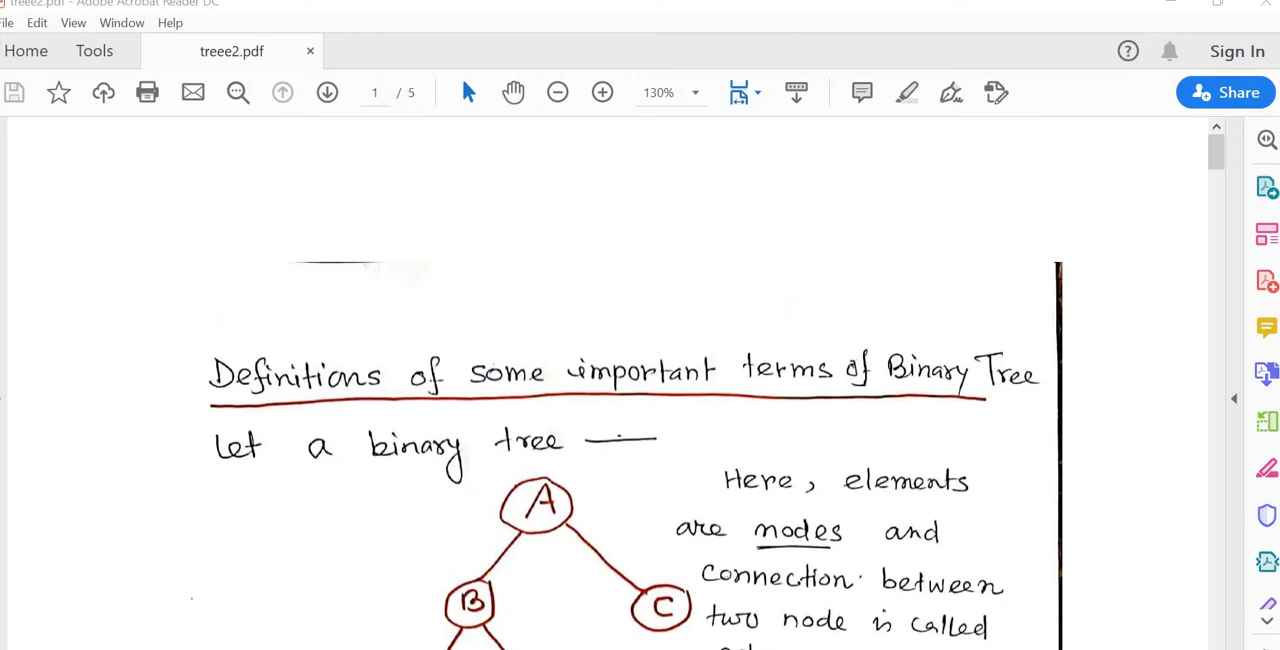 treee2.pdf - Adobe Acrobat Reader DC
File Edit View Window Help
Home Tools treee2.pdf × Sign In
1 / 5 130% Share
Definitions of some important terms of Binary Tree
Let a binary tree —
A
Here, elements
are nodes and
connection between
B C
two node is called